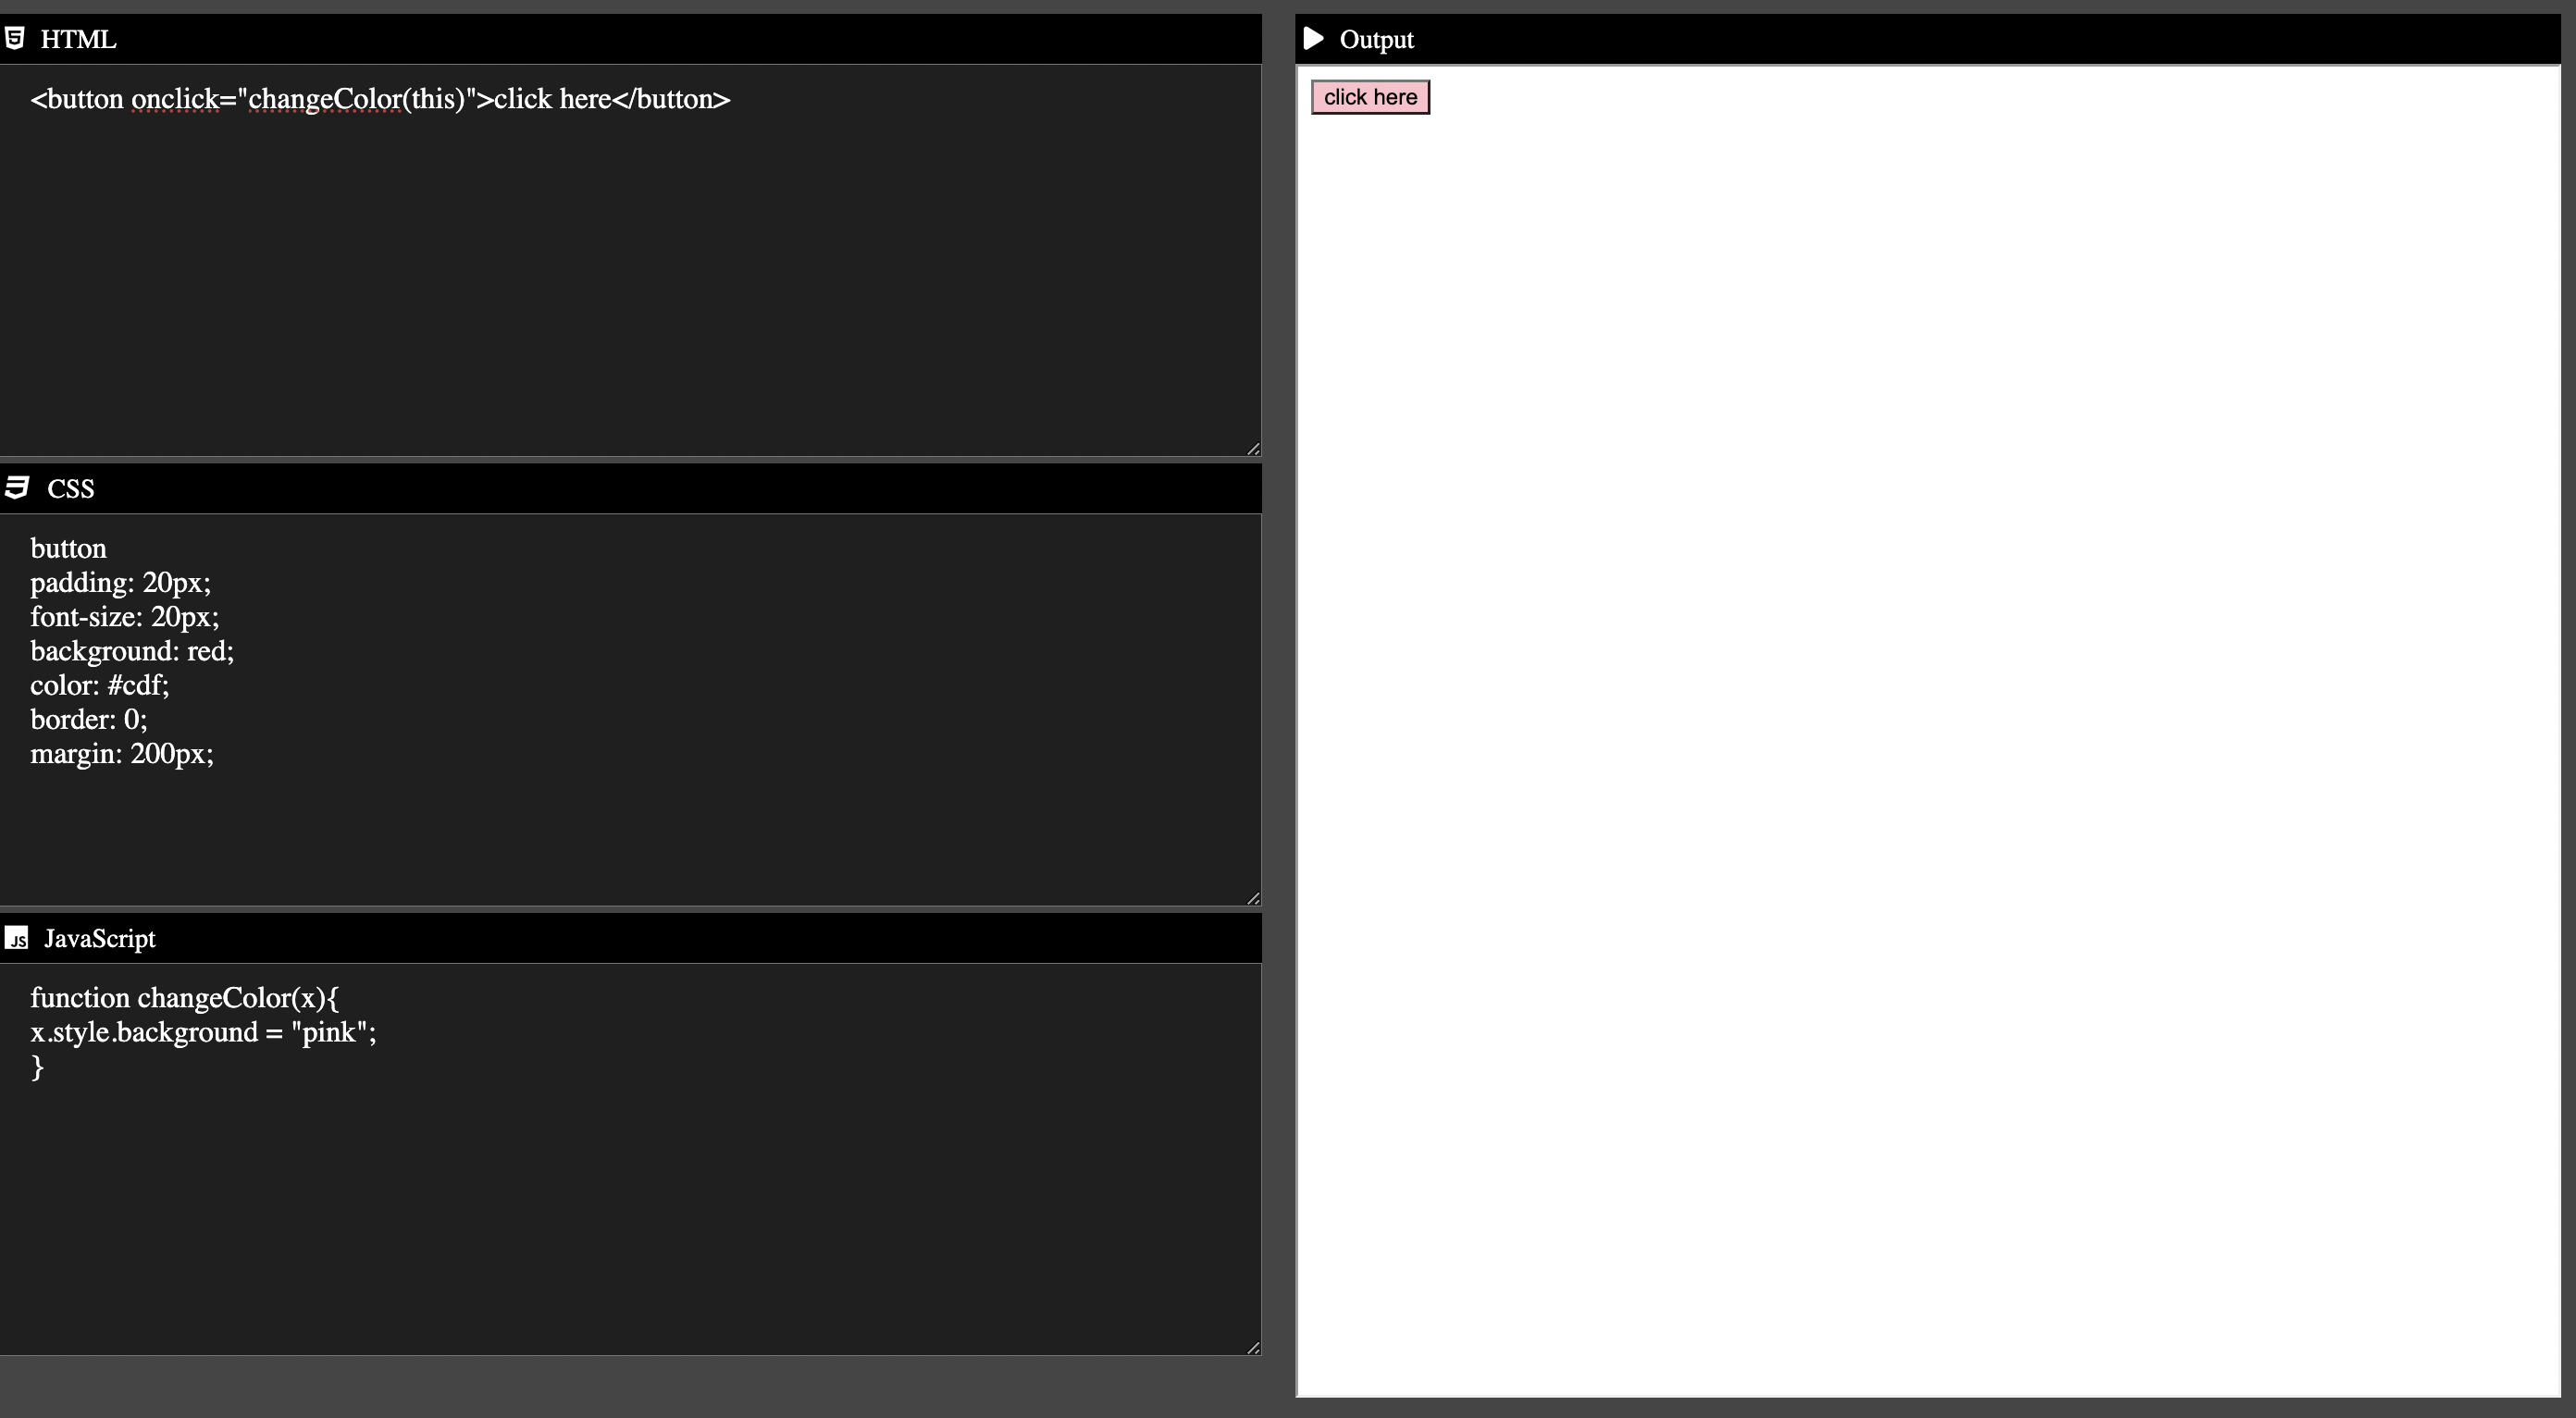 HTML
<button onclick="changeColor(this)">click here</button>
CSS
button
padding: 20px;
font-size: 20px;
background: red;
color: #cdf;
border: 0;
margin: 200px;
JS JavaScript
function changeColor(x){
x.style.background = "pink";
}
Output
click here